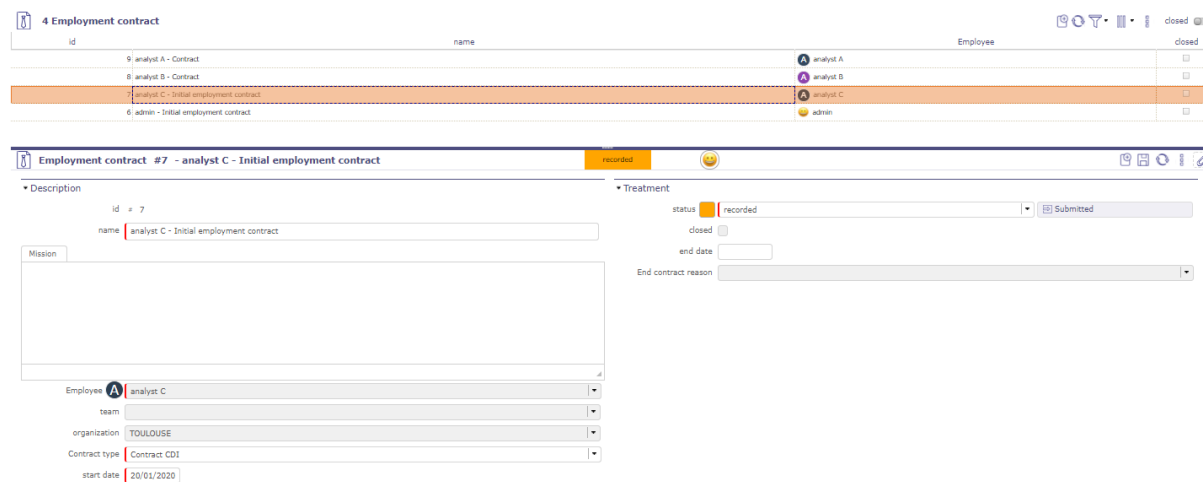 4 Employment contract closed
id name Employee closed
9 analyst A - Contract A analyst A
8 analyst B - Contract A analyst B
7 analyst C - Initial employment contract A analyst C
6 admin - Initial employment contract admin
Employment contract #7 - analyst C - Initial employment contract recorded
Description
id # 7
name analyst C - Initial employment contract
Mission
Employee A analyst C
team
organization TOULOUSE
Contract type Contract CDI
start date 20/01/2020
Treatment
status recorded Submitted
closed
end date
End contract reason